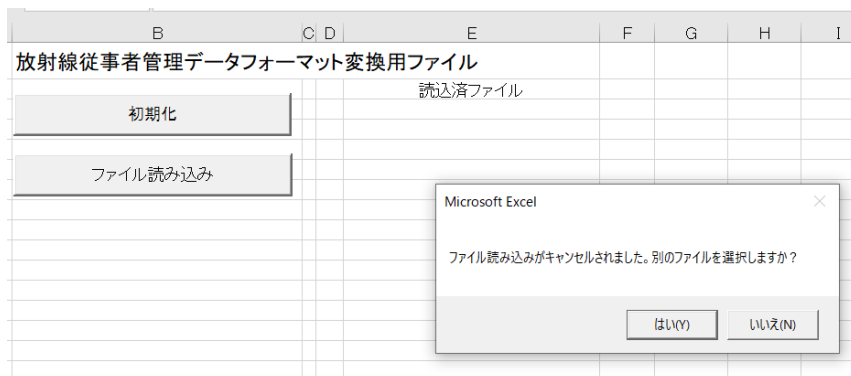 B C D E F G H I
放射線従事者管理データフォーマット変換用ファイル
読込済ファイル
初期化
ファイル読み込み
Microsoft Excel
ファイル読み込みがキャンセルされました。別のファイルを選択しますか？
はい(Y) いいえ(N)